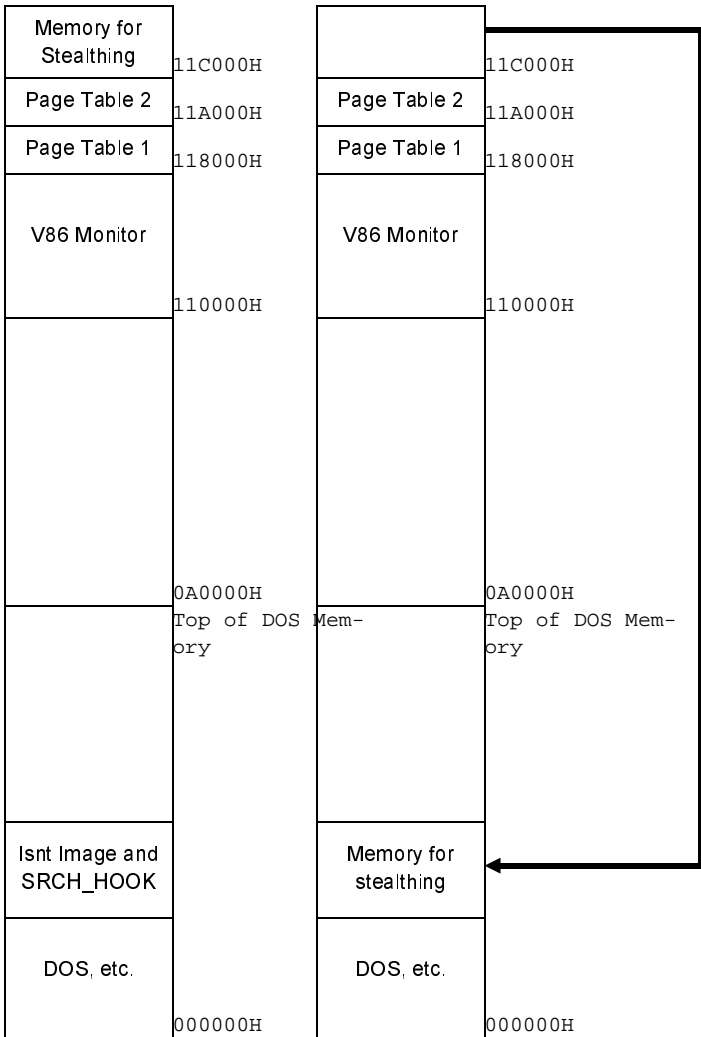 Memory for
Stealthing
11C000H
11C000H
Page Table 2
11A000H
Page Table 2
11A000H
Page Table 1
118000H
Page Table 1
118000H
V86 Monitor
V86 Monitor
110000H
110000H
0A0000H
Top of DOS Mem-
ory
0A0000H
Top of DOS Mem-
ory
Isnt Image and
SRCH_HOOK
Memory for
stealthing
DOS, etc.
DOS, etc.
000000H
000000H